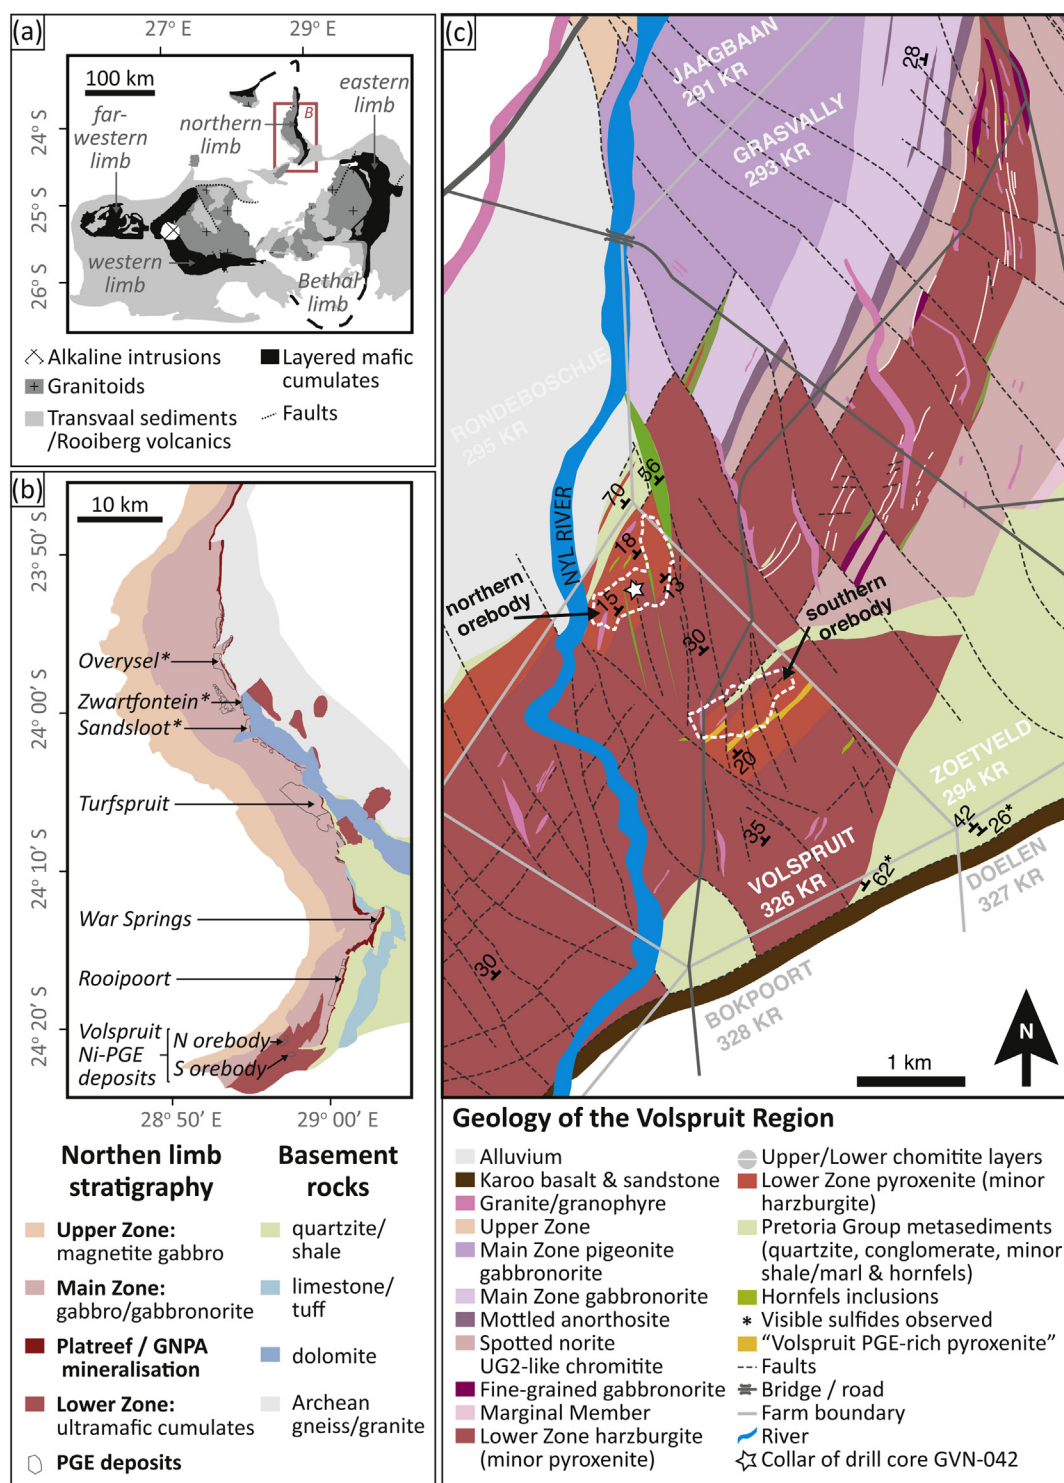 (a)
27° E
29° E
100 km
24° S
25° S
26° S
far-
western
limb
northern
limb
B
eastern
limb
western
limb
Bethal
limb
Alkaline intrusions
Granitoids
Transvaal sediments
/Rooiberg volcanics
Layered mafic
cumulates
Faults
(b)
10 km
23° 50' S
24° 00' S
24° 10' S
24° 20' S
Overysel*
Zwartfontein*
Sandsloot*
Turfspruit
War Springs
Rooipoort
Volspruit
Ni-PGE
deposits
N orebody
S orebody
28° 50' E
29° 00' E
Northen limb
stratigraphy
Upper Zone:
magnetite gabbro
Main Zone:
gabbro/gabbronorite
Platreef / GNPA
mineralisation
Lower Zone:
ultramafic cumulates
PGE deposits
Basement
rocks
quartzite/
shale
limestone/
tuff
dolomite
Archean
gneiss/granite
(c)
JAAGBAAN
291 KR
GRASVALLY
293 KR
28
RONDEBOSCHJE
295 KR
NYL RIVER
70
56
18
15
13
30
northern
orebody
southern
orebody
20
35
30
VOLSPRUIT
326 KR
ZOETVELD
294 KR
42
26*
62*
DOELEN
327 KR
BOKPOORT
328 KR
N
1 km
Geology of the Volspruit Region
Alluvium
Karoo basalt & sandstone
Granite/granophyre
Upper Zone
Main Zone pigeonite
gabbronorite
Main Zone gabbronorite
Mottled anorthosite
Spotted norite
UG2-like chromitite
Fine-grained gabbronorite
Marginal Member
Lower Zone harzburgite
(minor pyroxenite)
Upper/Lower chomitite layers
Lower Zone pyroxenite (minor
harzburgite)
Pretoria Group metasediments
(quartzite, conglomerate, minor
shale/marl & hornfels)
Hornfels inclusions
* Visible sulfides observed
"Volspruit PGE-rich pyroxenite"
Faults
Bridge / road
Farm boundary
River
Collar of drill core GVN-042